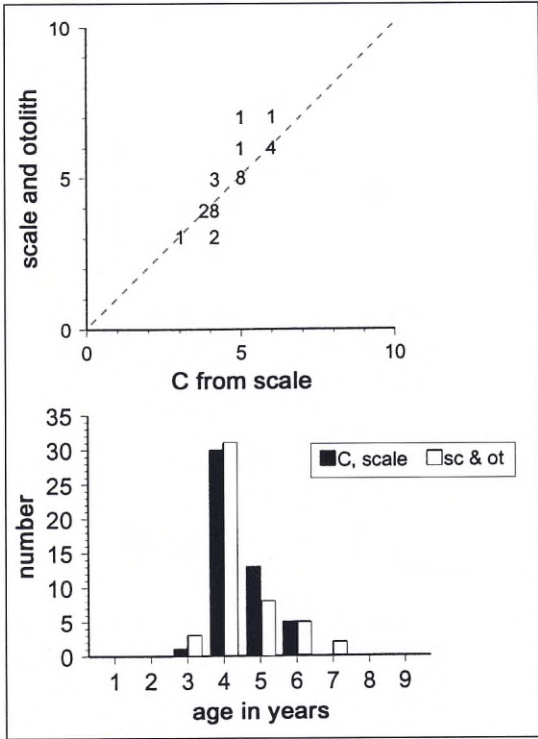 10
1 1
1 4
3 8
5
28
1 2
0
0 5 10
scale and otolith
C from scale
35
30
25
20
15
10
5
0
C, scale sc & ot
number
1 2 3 4 5 6 7 8 9
age in years